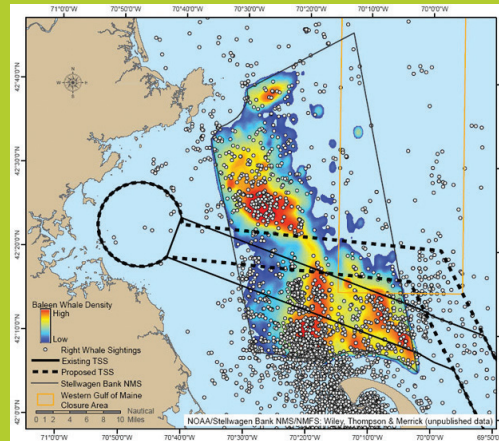 71°0'0"W 70°50'0"W 70°40'0"W 70°30'0"W 70°20'0"W 70°10'0"W 70°0'0"W
42°40'0"N
42°30'0"N
42°20'0"N
42°10'0"N
42°0'0"N
Baleen Whale Density
High
Low
Right Whale Sightings
Existing TSS
Proposed TSS
Stellwagen Bank NMS
Western Gulf of Maine
Closure Area
0 1 2 4 6 8 10
Nautical
Miles
NOAA/Stellwagen Bank NMS/NMFS: Wiley, Thompson & Merrick (unpublished data)
71°0'0"W 70°50'0"W 70°40'0"W 70°30'0"W 70°20'0"W 70°10'0"W 70°0'0"W